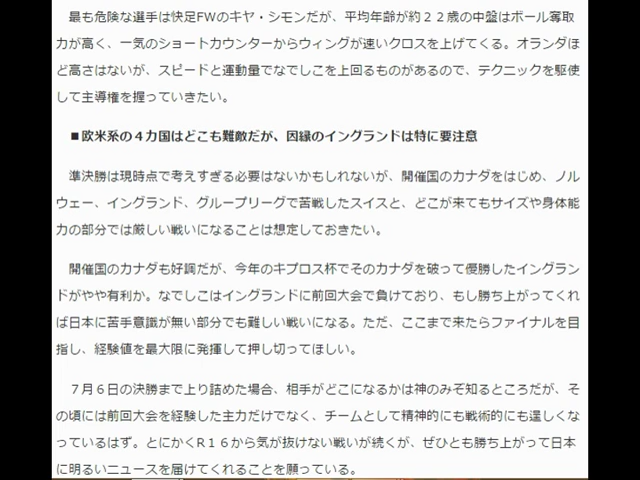 最も危険な選手は快足FWのキヤ・シモンだが、平均年齢が約２２歳の中盤はボール奪取
力が高く、一気のショートカウンターからウィングが速いクロスを上げてくる。オランダほ
ど高さはないが、スピードと運動量でなでしこを上回るものがあるので、テクニックを駆使
して主導権を握っていきたい。
■欧米系の４カ国はどこも難敵だが、因縁のイングランドは特に要注意
準決勝は現時点で考えすぎる必要はないかもしれないが、開催国のカナダをはじめ、ノル
ウェー、イングランド、グループリーグで苦戦したスイスと、どこが来てもサイズや身体能
力の部分では厳しい戦いになることは想定しておきたい。
開催国のカナダも好調だが、今年のキプロス杯でそのカナダを破って優勝したイングラン
ドがやや有利か。なでしこはイングランドに前回大会で負けており、もし勝ち上がってくれ
ば日本に苦手意識が無い部分でも難しい戦いになる。ただ、ここまで来たらファイナルを目
指し、経験値を最大限に発揮して押し切ってほしい。
７月６日の決勝まで上り詰めた場合、相手がどこになるかは神のみぞ知るところだが、そ
の頃には前回大会を経験した主力だけでなく、チームとして精神的にも戦術的にも逞しくな
っているはず。とにかくＲ１６から気が抜けない戦いが続くが、ぜひとも勝ち上がって日本
に明るいニュースを届けてくれることを願っている。